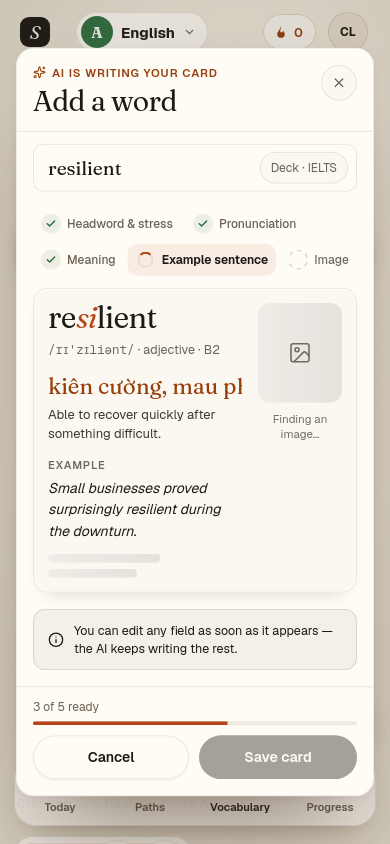 S
A English
0
CL
AI IS WRITING YOUR CARD
Add a word
resilient
Deck · IELTS
Headword & stress
Pronunciation
Meaning
Example sentence
Image
resilient
/rɪˈzɪliənt/ · adjective · B2
kiên cường, mau
Able to recover quickly after
something difficult.
Finding an
image…
EXAMPLE
Small businesses proved
surprisingly resilient during
the downturn.
You can edit any field as soon as it appears —
the AI keeps writing the rest.
3 of 5 ready
Cancel
Save card
Today
Paths
Vocabulary
Progress